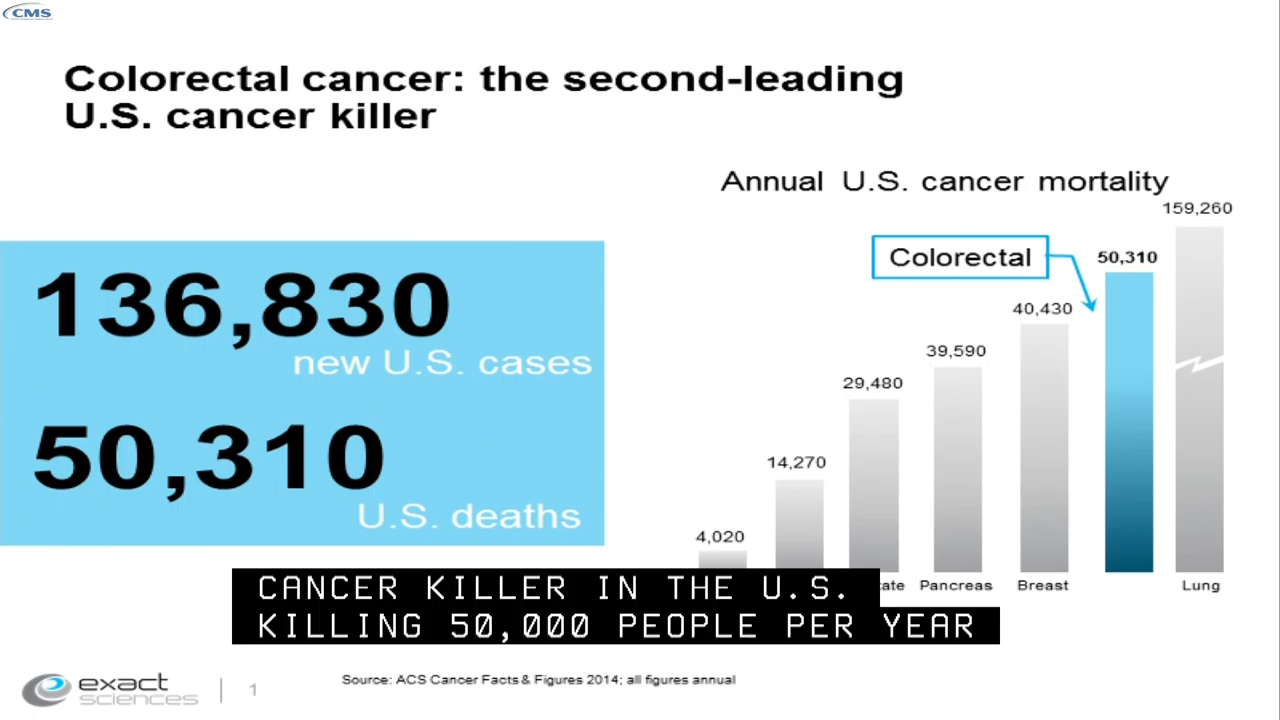 CMS
Colorectal cancer: the second-leading
U.S. cancer killer
Annual U.S. cancer mortality
159,260
Colorectal
50,310
136,830
new U.S. cases
40,430
39,590
29,480
50,310
U.S. deaths
14,270
4,020
Pancreas
Breast
Lung
CANCER KILLER IN THE U.S.
KILLING 50,000 PEOPLE PER YEAR
exact
sciences
1
Source: ACS Cancer Facts & Figures 2014; all figures annual